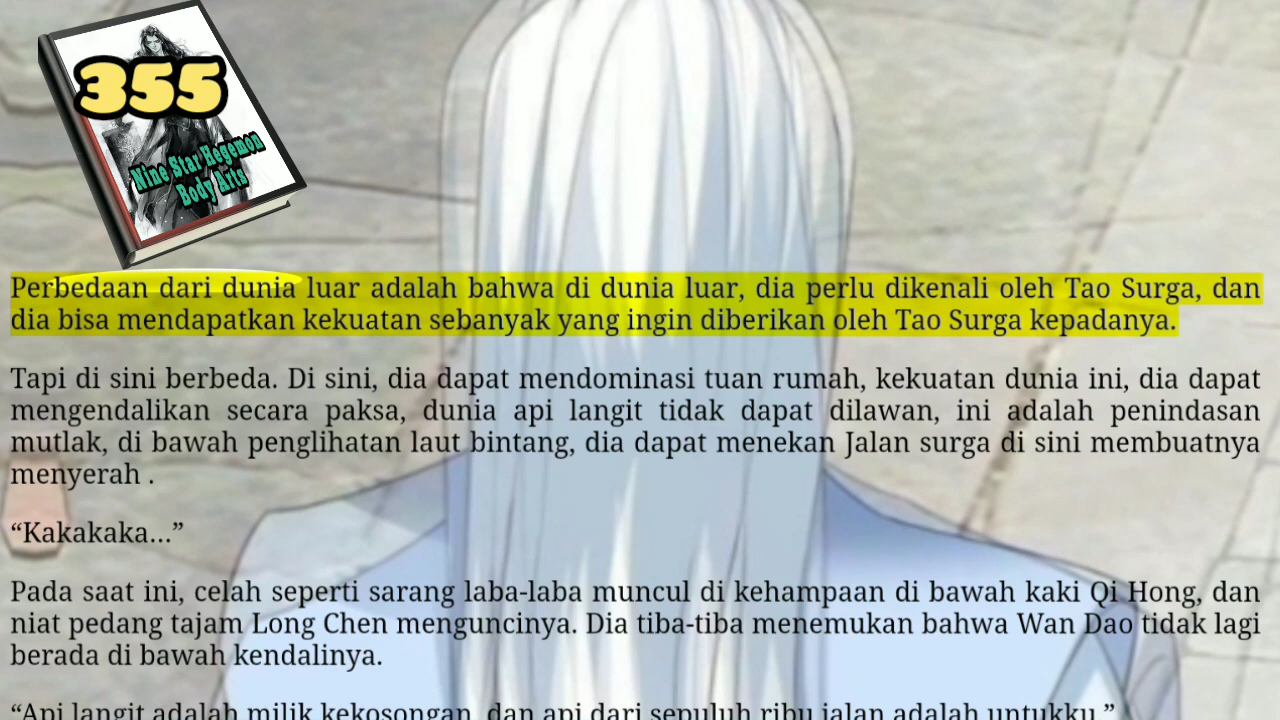 355
Nine Star Hegemon
Body Arts
Perbedaan dari dunia luar adalah bahwa di dunia luar, dia perlu dikenali oleh Tao Surga, dan
dia bisa mendapatkan kekuatan sebanyak yang ingin diberikan oleh Tao Surga kepadanya.
Tapi di sini berbeda. Di sini, dia dapat mendominasi tuan rumah, kekuatan dunia ini, dia dapat
mengendalikan secara paksa, dunia api langit tidak dapat dilawan, ini adalah penindasan
mutlak, di bawah penglihatan laut bintang, dia dapat menekan Jalan surga di sini membuatnya
menyerah .
“Kakakaka...”
Pada saat ini, celah seperti sarang laba-laba muncul di kehampaan di bawah kaki Qi Hong, dan
niat pedang tajam Long Chen menguncinya. Dia tiba-tiba menemukan bahwa Wan Dao tidak lagi
berada di bawah kendalinya.
“Api langit adalah milik kekosongan, dan api dari sepuluh ribu jalan adalah untukku.”